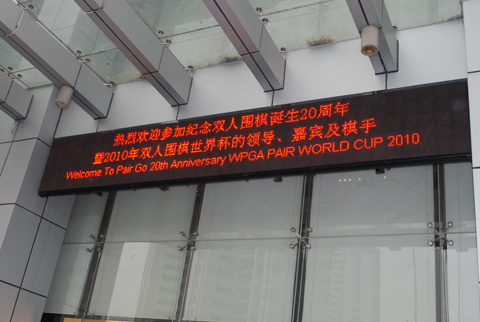 热烈欢迎参加纪念双人围棋诞生20周年
暨2010年双人围棋世界杯的领导、嘉宾及棋手
Welcome To Pair Go 20th Anniversary WPGA PAIR WORLD CUP 2010